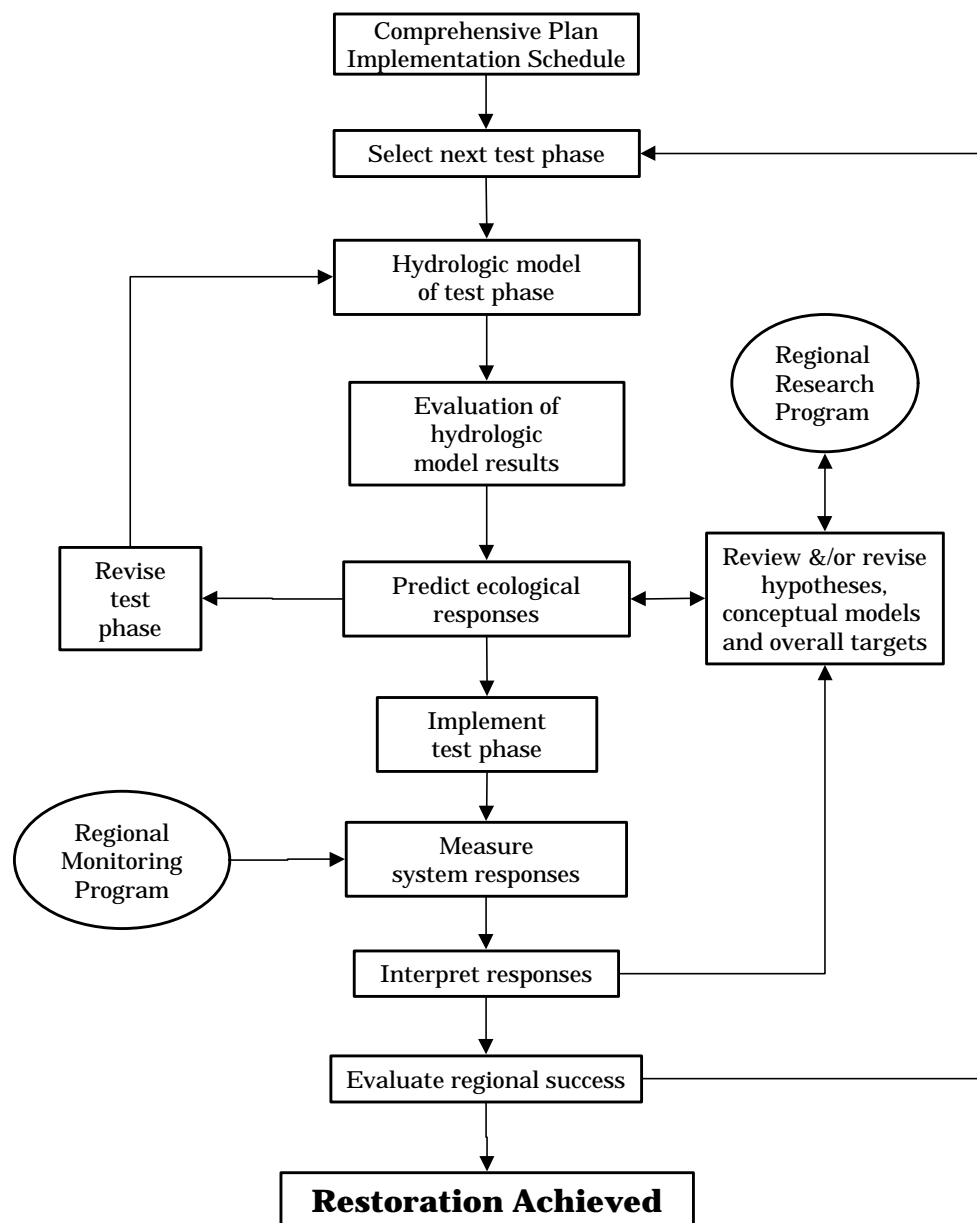 Comprehensive Plan
Implementation Schedule
Select next test phase
Hydrologic model
of test phase
Regional
Research
Program
Evaluation of
hydrologic
model results
Revise
test
phase
Predict ecological
responses
Review &/or revise
hypotheses,
conceptual models
and overall targets
Implement
test phase
Regional
Monitoring
Program
Measure
system responses
Interpret responses
Evaluate regional success
Restoration Achieved